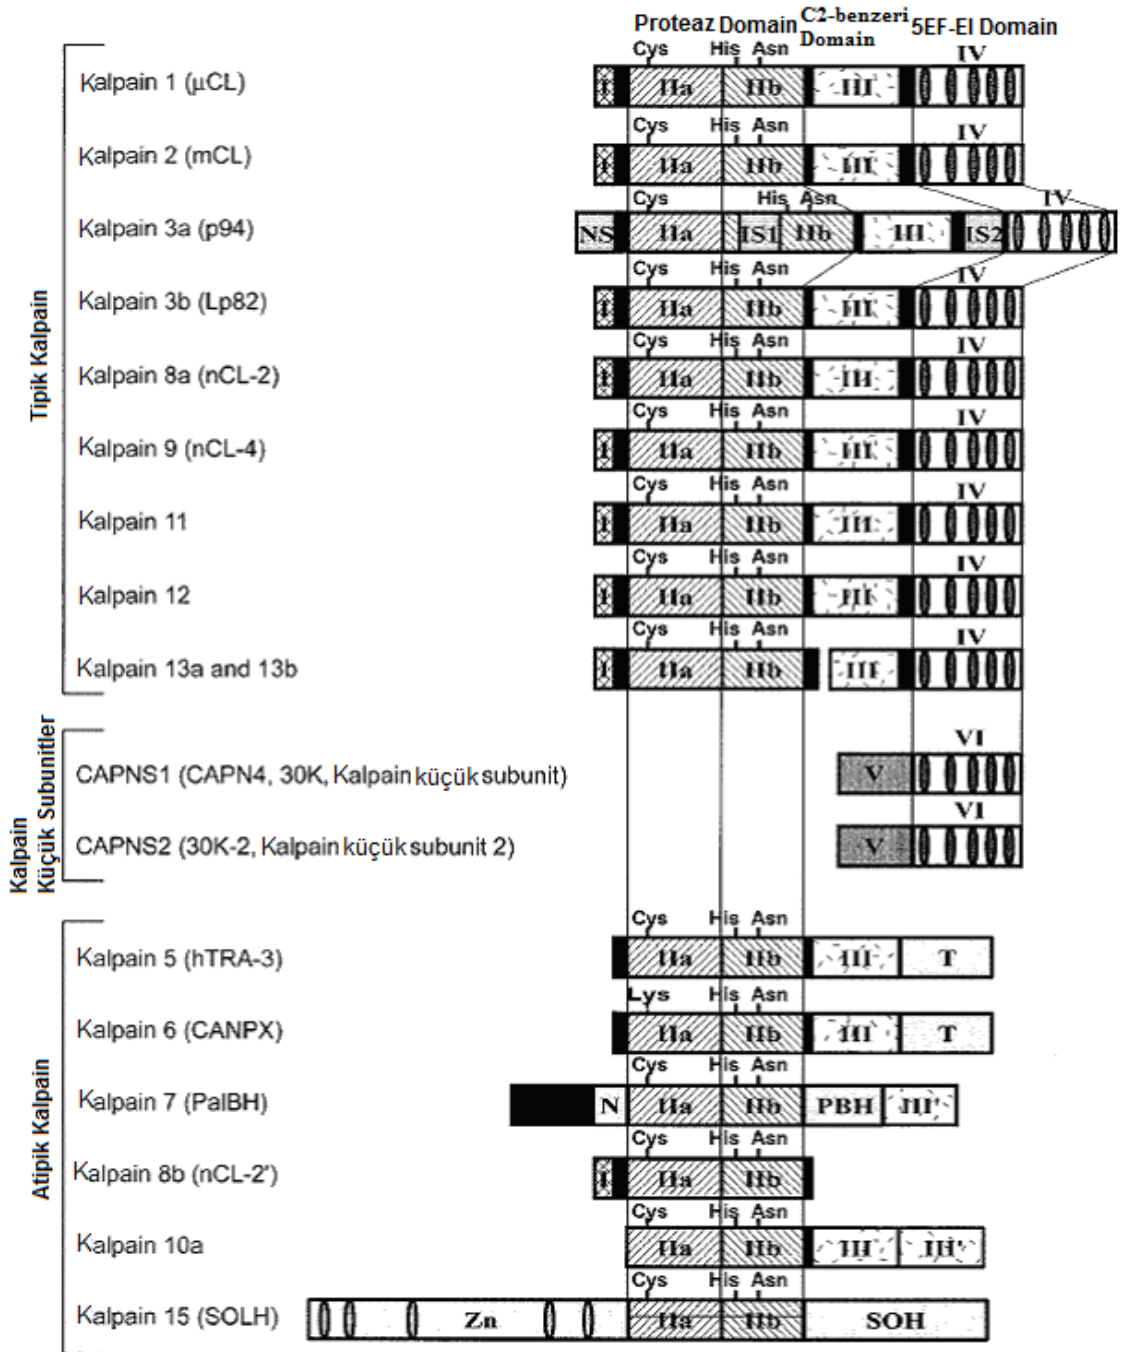 Proteaz Domain C2-benzeri Domain 5EF-El Domain
Tipik Kalpain
Cys His Asn IV
Kalpain 1 (µCL) I IIa IIb III
Cys His Asn IV
Kalpain 2 (mCL) I IIa IIb III
Cys His Asn IV
Kalpain 3a (p94) NS IIa IS1 IIb III IS2
Cys His Asn IV
Kalpain 3b (Lp82) I IIa IIb III
Cys His Asn IV
Kalpain 8a (nCL-2) I IIa IIb III
Cys His Asn IV
Kalpain 9 (nCL-4) I IIa IIb III
Cys His Asn IV
Kalpain 11 I IIa IIb III
Cys His Asn IV
Kalpain 12 I IIa IIb III
Cys His Asn IV
Kalpain 13a and 13b I IIa IIb III
Kalpain Küçük Subunitler
VI
CAPNS1 (CAPN4, 30K, Kalpain küçük subunit) V
VI
CAPNS2 (30K-2, Kalpain küçük subunit 2) V
Atipik Kalpain
Cys His Asn
Kalpain 5 (hTRA-3) IIa IIb III T
Lys His Asn
Kalpain 6 (CANPX) IIa IIb III T
Cys His Asn
Kalpain 7 (PalBH) N IIa IIb PBH III'
Cys His Asn
Kalpain 8b (nCL-2') I IIa IIb
Cys His Asn
Kalpain 10a IIa IIb III III'
Cys His Asn
Kalpain 15 (SOLH) Zn IIa IIb SOH